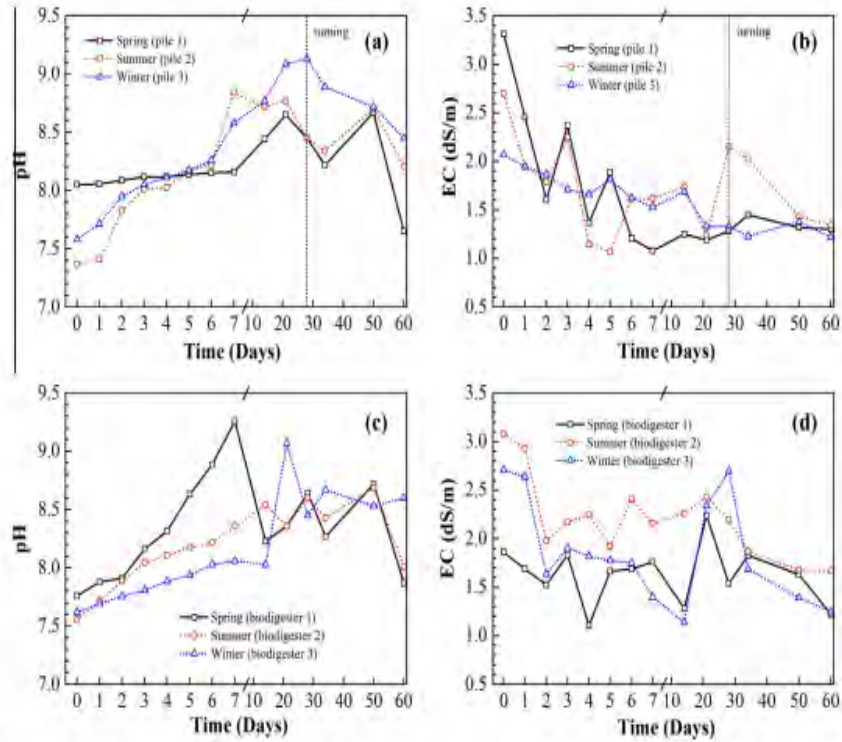 (a)
turning
Spring (pile 1)
Summer (pile 2)
Winter (pile 3)
9.5
9.0
8.5
8.0
7.5
7.0
pH
0 1 2 3 4 5 6 7 10 20 30 40 50 60
Time (Days)
(b)
turning
Spring (pile 1)
Summer (pile 2)
Winter (pile 3)
3.5
3.0
2.5
2.0
1.5
1.0
0.5
EC (dS/m)
0 1 2 3 4 5 6 7 10 20 30 40 50 60
Time (Days)
(c)
9.5
9.0
8.5
8.0
7.5
7.0
pH
Spring (biodigester 1)
Summer (biodigester 2)
Winter (biodigester 3)
0 1 2 3 4 5 6 7 10 20 30 40 50 60
Time (Days)
(d)
Spring (biodigester 1)
Summer (biodigester 2)
Winter (biodigester 3)
3.5
3.0
2.5
2.0
1.5
1.0
0.5
EC (dS/m)
0 1 2 3 4 5 6 7 10 20 30 40 50 60
Time (Days)